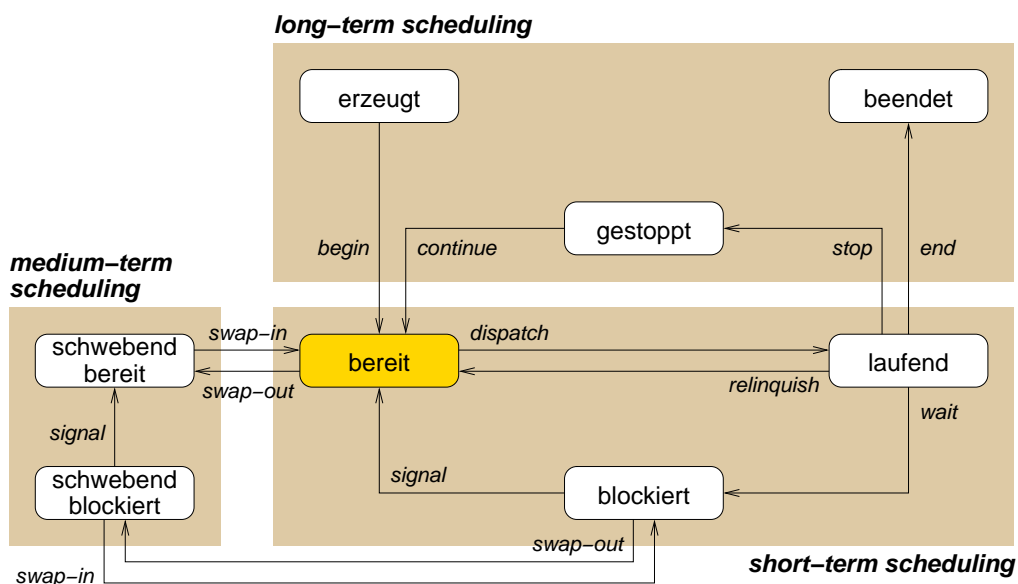 long–term scheduling
erzeugt
beendet
gestoppt
begin
continue
stop
end
medium–term
scheduling
swap–in
dispatch
schwebend
bereit
bereit
laufend
swap–out
relinquish
wait
signal
signal
schwebend
blockiert
blockiert
swap–out
swap–in
short–term scheduling